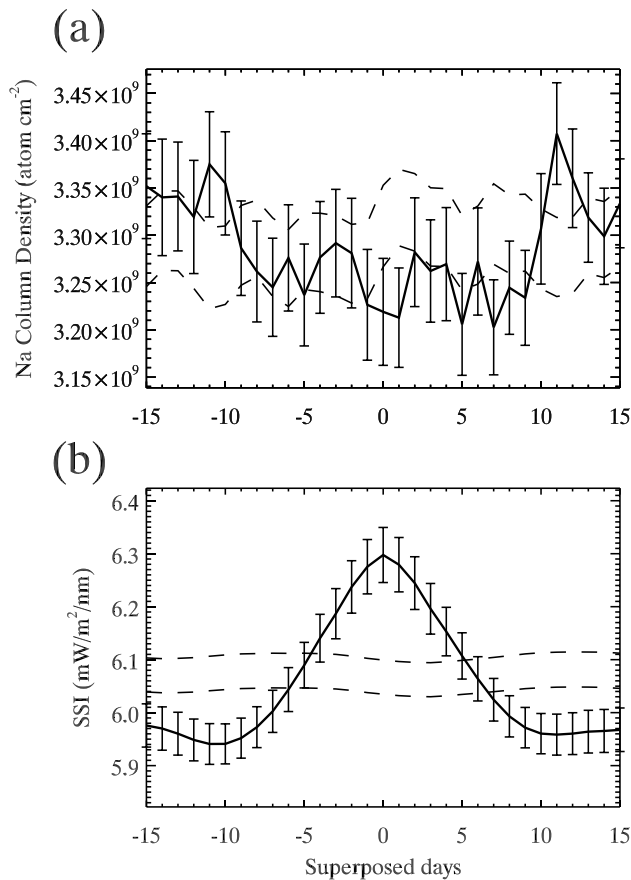 (a)
Na Column Density (atom cm⁻²)
3.45×10⁹
3.40×10⁹
3.35×10⁹
3.30×10⁹
3.25×10⁹
3.20×10⁹
3.15×10⁹
-15 -10 -5 0 5 10 15
(b)
SSI (mW/m²/nm)
6.4
6.3
6.2
6.1
6.0
5.9
-15 -10 -5 0 5 10 15
Superposed days